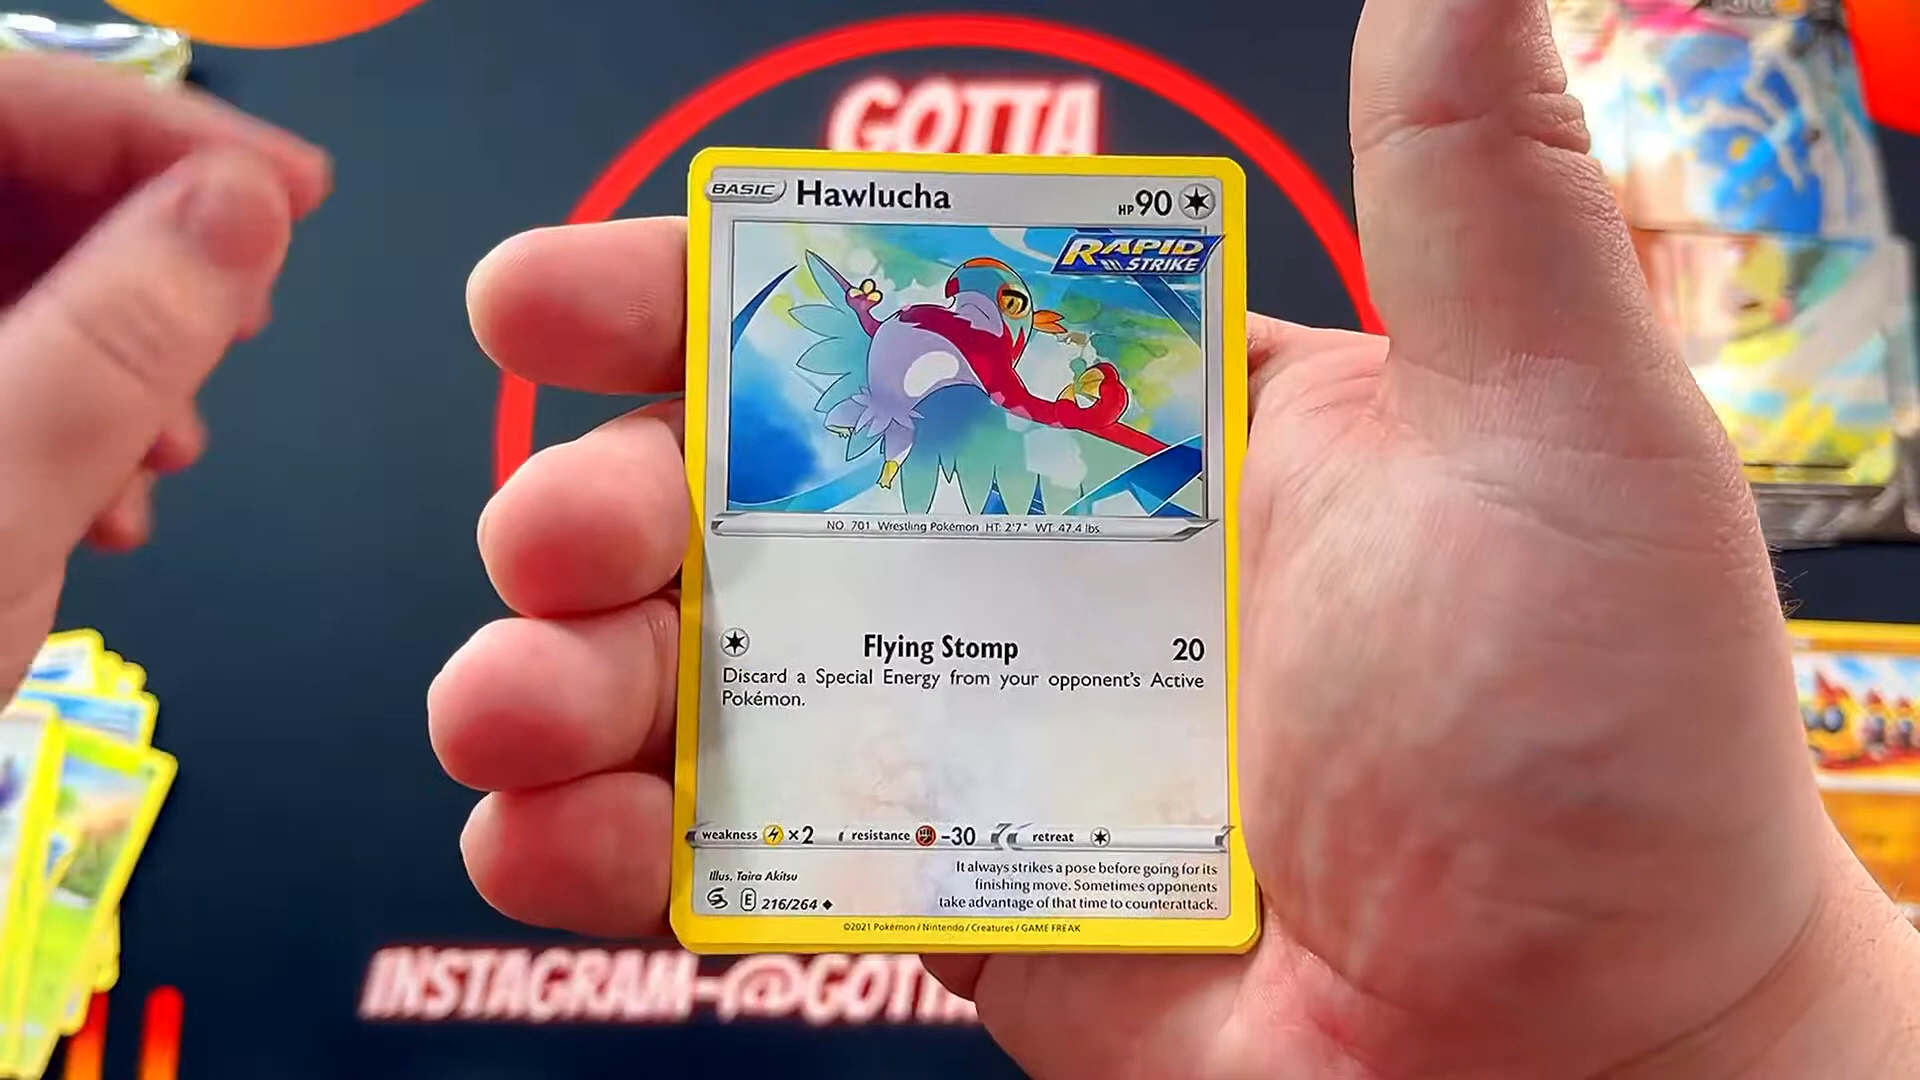 GOTTA
BASIC Hawlucha HP 90
RAPID
STRIKE
NO. 701 Wrestling Pokémon HT: 2'7" WT: 47.4 lbs.
Flying Stomp 20
Discard a Special Energy from your opponent's Active
Pokémon.
weakness ×2 resistance -30 retreat
Illus. Taira Akitsu
It always strikes a pose before going for its
finishing move. Sometimes opponents
take advantage of that time to counterattack.
E 216/264
©2021 Pokémon / Nintendo / Creatures / GAME FREAK
INSTAGRAM-@GOTTA